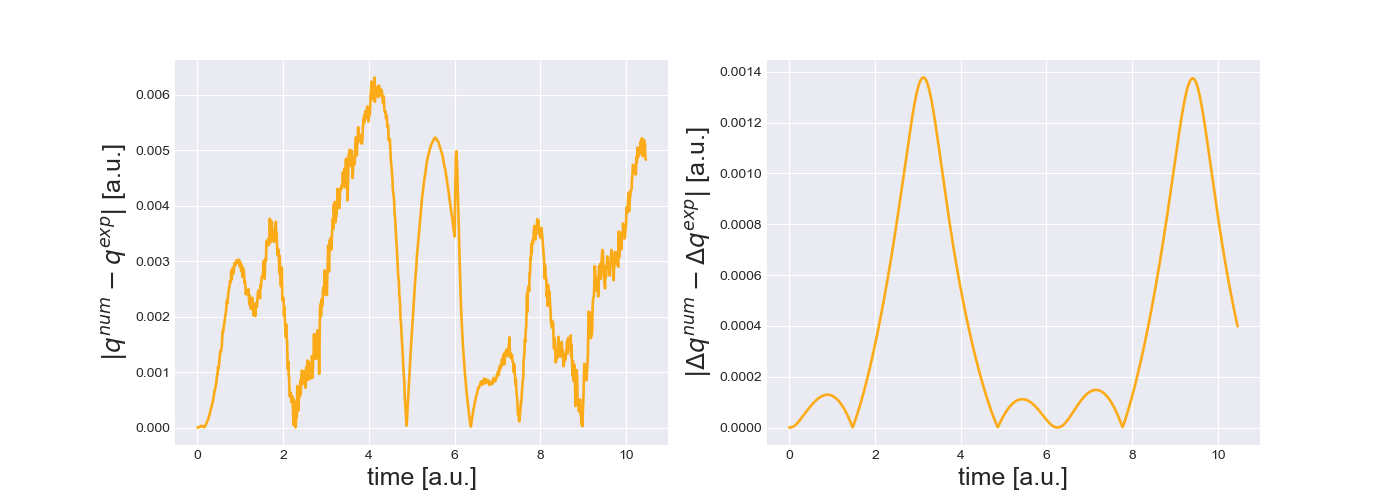 |q^{num} − q^{exp}| [a.u.]
0.006
0.005
0.004
0.003
0.002
0.001
0.000
0 2 4 6 8 10
time [a.u.]
|Δq^{num} − Δq^{exp}| [a.u.]
0.0014
0.0012
0.0010
0.0008
0.0006
0.0004
0.0002
0.0000
0 2 4 6 8 10
time [a.u.]